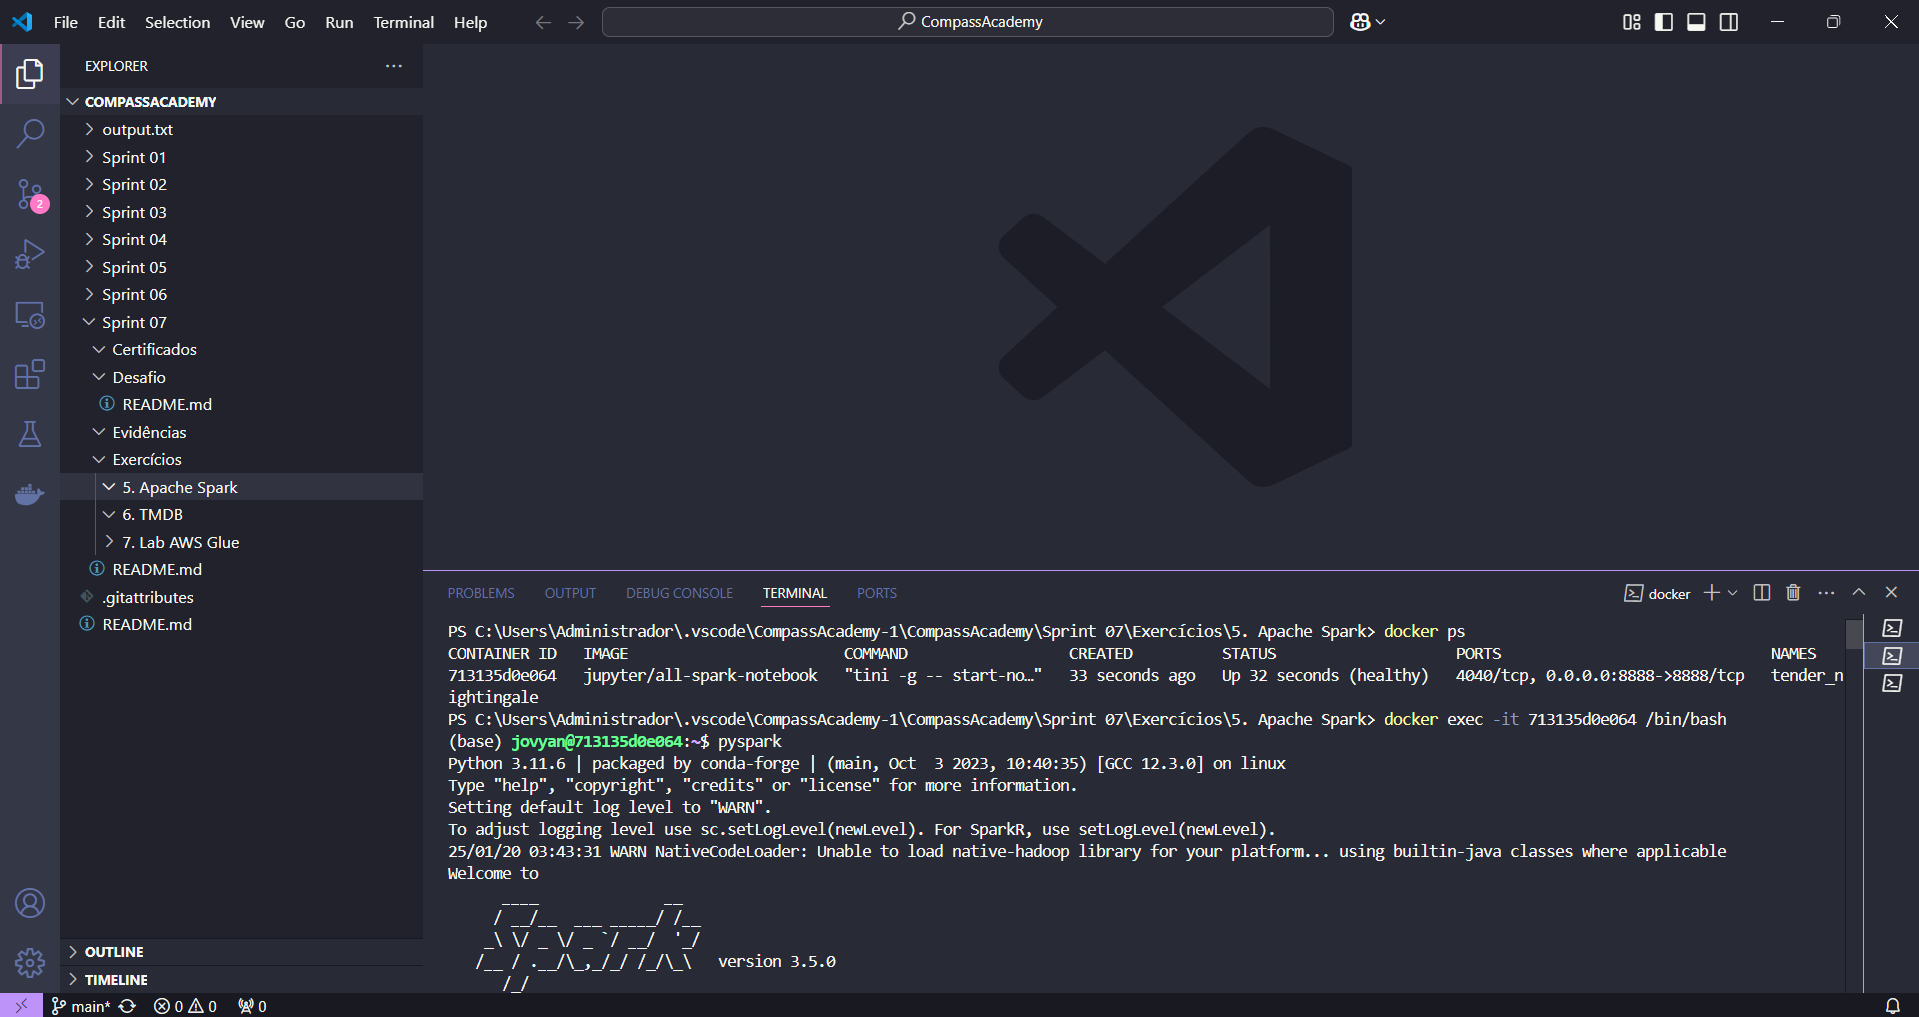 File Edit Selection View Go Run Terminal Help
CompassAcademy
EXPLORER
COMPASSACADEMY
output.txt
Sprint 01
Sprint 02
Sprint 03
Sprint 04
Sprint 05
Sprint 06
Sprint 07
Certificados
Desafio
README.md
Evidências
Exercícios
5. Apache Spark
6. TMDB
7. Lab AWS Glue
README.md
.gitattributes
README.md
OUTLINE
TIMELINE
2
PROBLEMS OUTPUT DEBUG CONSOLE TERMINAL PORTS
docker
PS C:\Users\Administrador\.vscode\CompassAcademy-1\CompassAcademy\Sprint 07\Exercícios\5. Apache Spark> docker ps
CONTAINER ID IMAGE COMMAND CREATED STATUS PORTS NAMES
713135d0e064 jupyter/all-spark-notebook "tini -g -- start-no…" 33 seconds ago Up 32 seconds (healthy) 4040/tcp, 0.0.0.0:8888->8888/tcp tender_n
ightingale
PS C:\Users\Administrador\.vscode\CompassAcademy-1\CompassAcademy\Sprint 07\Exercícios\5. Apache Spark> docker exec -it 713135d0e064 /bin/bash
(base) jovyan@713135d0e064:~$ pyspark
Python 3.11.6 | packaged by conda-forge | (main, Oct  3 2023, 10:40:35) [GCC 12.3.0] on linux
Type "help", "copyright", "credits" or "license" for more information.
Setting default log level to "WARN".
To adjust logging level use sc.setLogLevel(newLevel). For SparkR, use setLogLevel(newLevel).
25/01/20 03:43:31 WARN NativeCodeLoader: Unable to load native-hadoop library for your platform... using builtin-java classes where applicable
Welcome to
      ____              __
     / __/__  ___ _____/ /__
    _\ \/ _ \/ _ `/ __/  '_/
   /__ / .__/\_,_/_/ /_/\_\   version 3.5.0
      /_/
main* 0 0 0